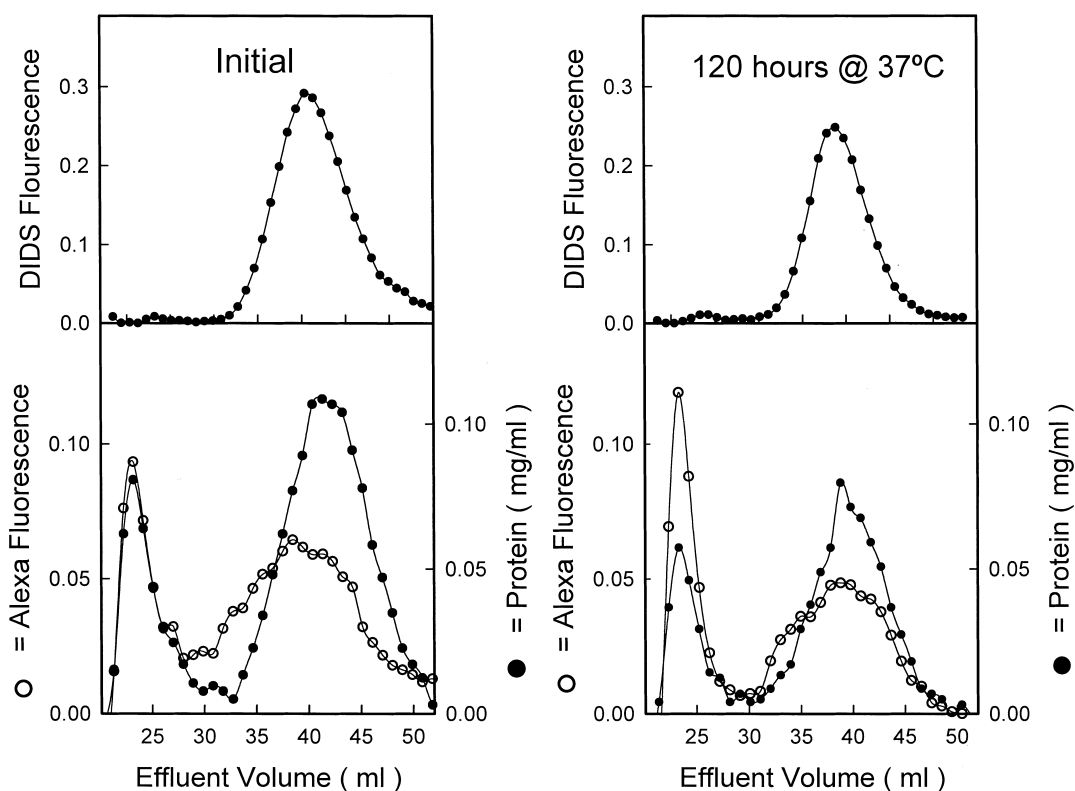 Initial
DIDS Flourescence
0.3
0.2
0.1
0.0
120 hours @ 37ºC
DIDS Fluorescence
0.3
0.2
0.1
0.0
= Alexa Fluorescence
0.10
0.05
0.00
0.10
0.05
0.00
= Protein ( mg/ml )
25 30 35 40 45 50
Effluent Volume ( ml )
= Alexa Fluorescence
0.10
0.05
0.00
0.10
0.05
0.00
= Protein ( mg/ml )
25 30 35 40 45 50
Effluent Volume ( ml )